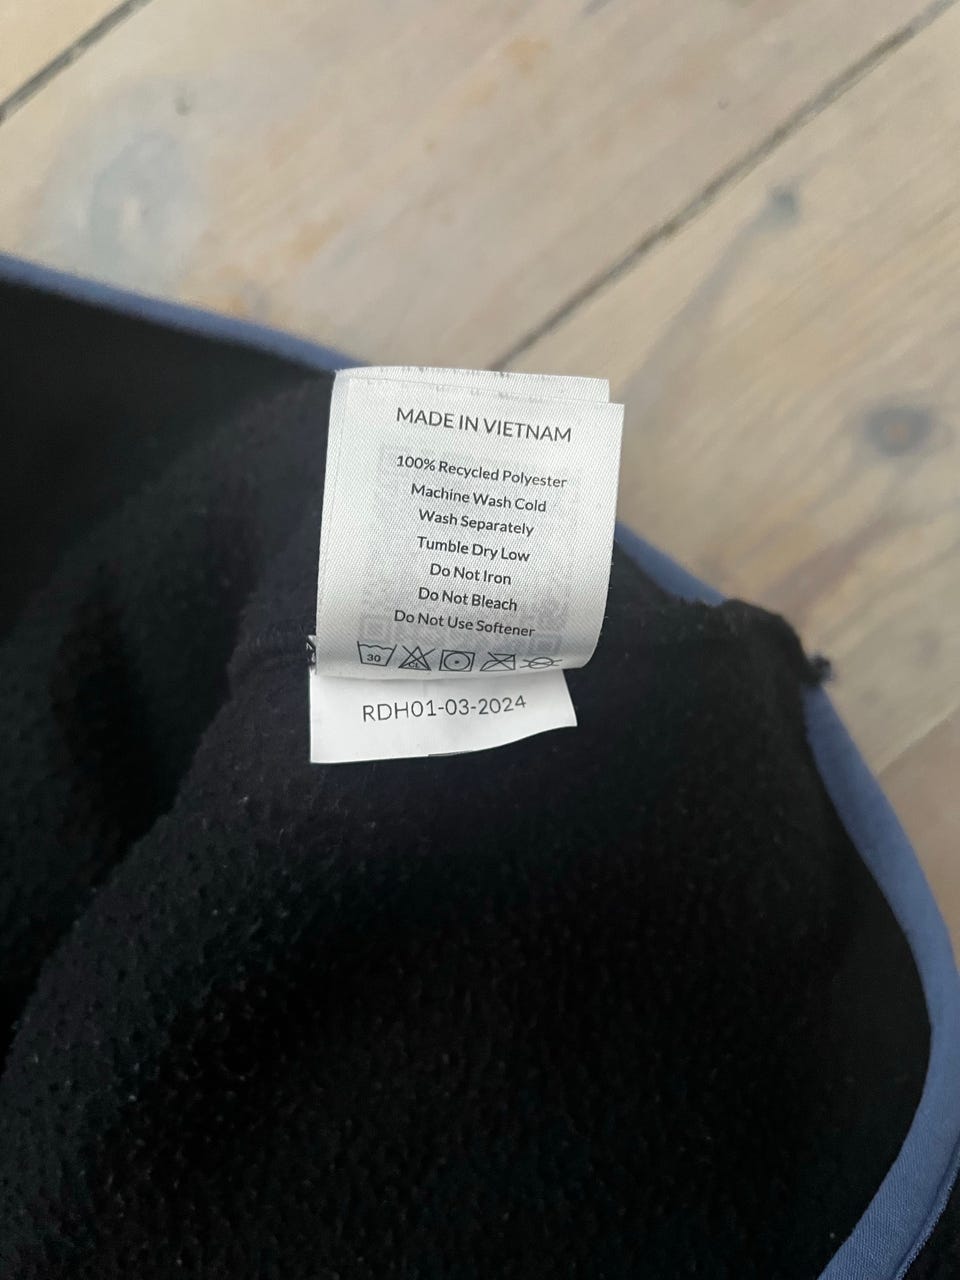 MADE IN VIETNAM
100% Recycled Polyester
Machine Wash Cold
Wash Separately
Tumble Dry Low
Do Not Iron
Do Not Bleach
Do Not Use Softener
30 CL
RDH01-03-2024